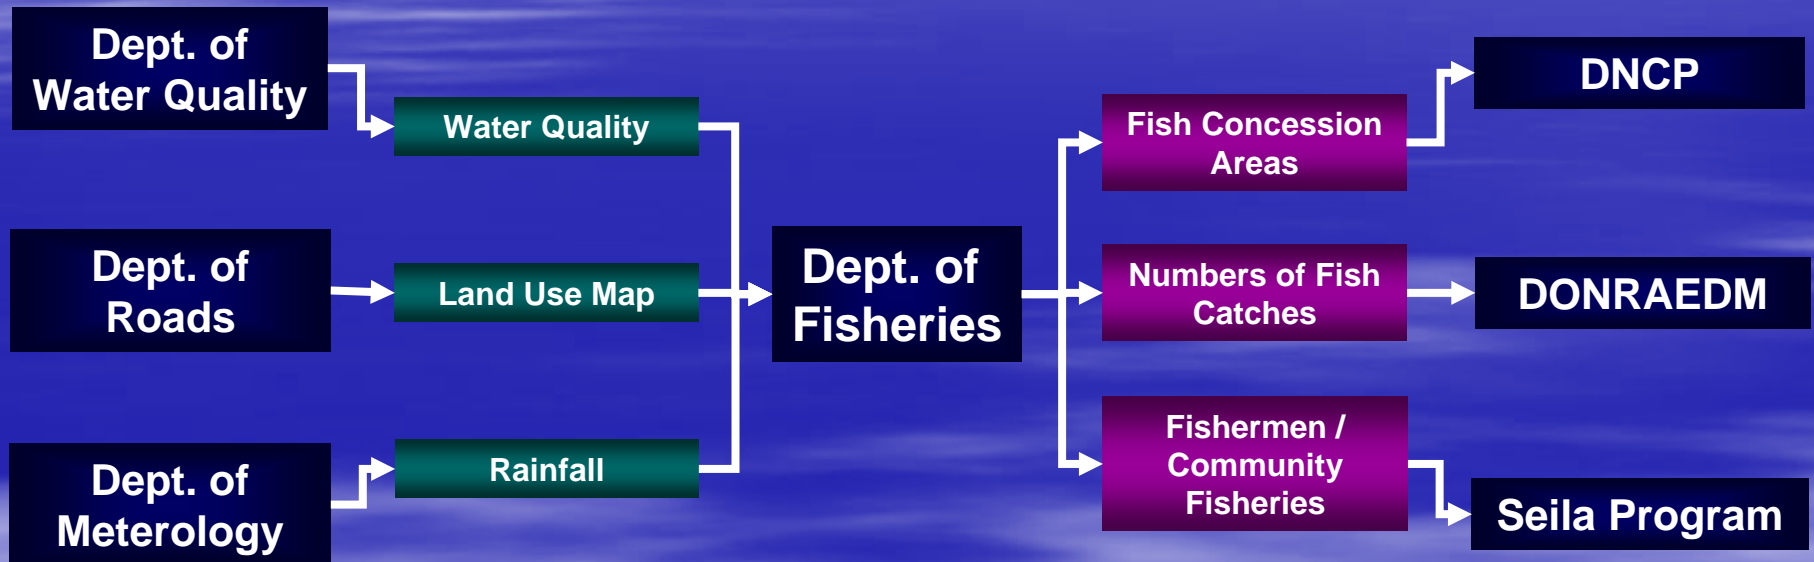 Dept. of
Water Quality
Water Quality
Dept. of
Roads
Land Use Map
Dept. of
Meterology
Rainfall
Dept. of
Fisheries
Fish Concession
Areas
DNCP
Numbers of Fish
Catches
DONRAEDM
Fishermen /
Community
Fisheries
Seila Program